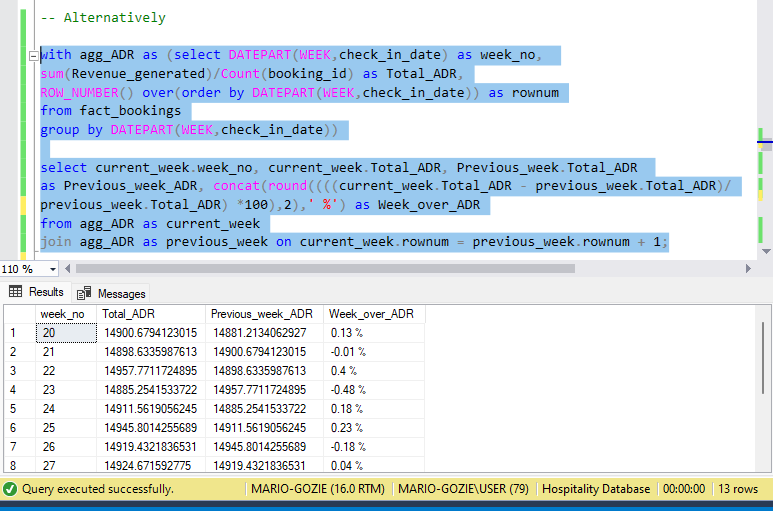 -- Alternatively
with agg_ADR as (select DATEPART(WEEK,check_in_date) as week_no,
sum(Revenue_generated)/Count(booking_id) as Total_ADR,
ROW_NUMBER() over(order by DATEPART(WEEK,check_in_date)) as rownum
from fact_bookings
group by DATEPART(WEEK,check_in_date))
select current_week.week_no, current_week.Total_ADR, Previous_week.Total_ADR
as Previous_week_ADR, concat(round((((current_week.Total_ADR - previous_week.Total_ADR)/
previous_week.Total_ADR) *100),2),' %') as Week_over_ADR
from agg_ADR as current_week
join agg_ADR as previous_week on current_week.rownum = previous_week.rownum + 1;
110 %
Results Messages
week_no Total_ADR Previous_week_ADR Week_over_ADR
1 20 14900.6794123015 14881.2134062927 0.13 %
2 21 14898.6335987613 14900.6794123015 -0.01 %
3 22 14957.7711724895 14898.6335987613 0.4 %
4 23 14885.2541533722 14957.7711724895 -0.48 %
5 24 14911.5619056245 14885.2541533722 0.18 %
6 25 14945.8014255689 14911.5619056245 0.23 %
7 26 14919.4321836531 14945.8014255689 -0.18 %
8 27 14924.671592775 14919.4321836531 0.04 %
Query executed successfully. MARIO-GOZIE (16.0 RTM) MARIO-GOZIE\USER (79) Hospitality Database 00:00:00 13 rows